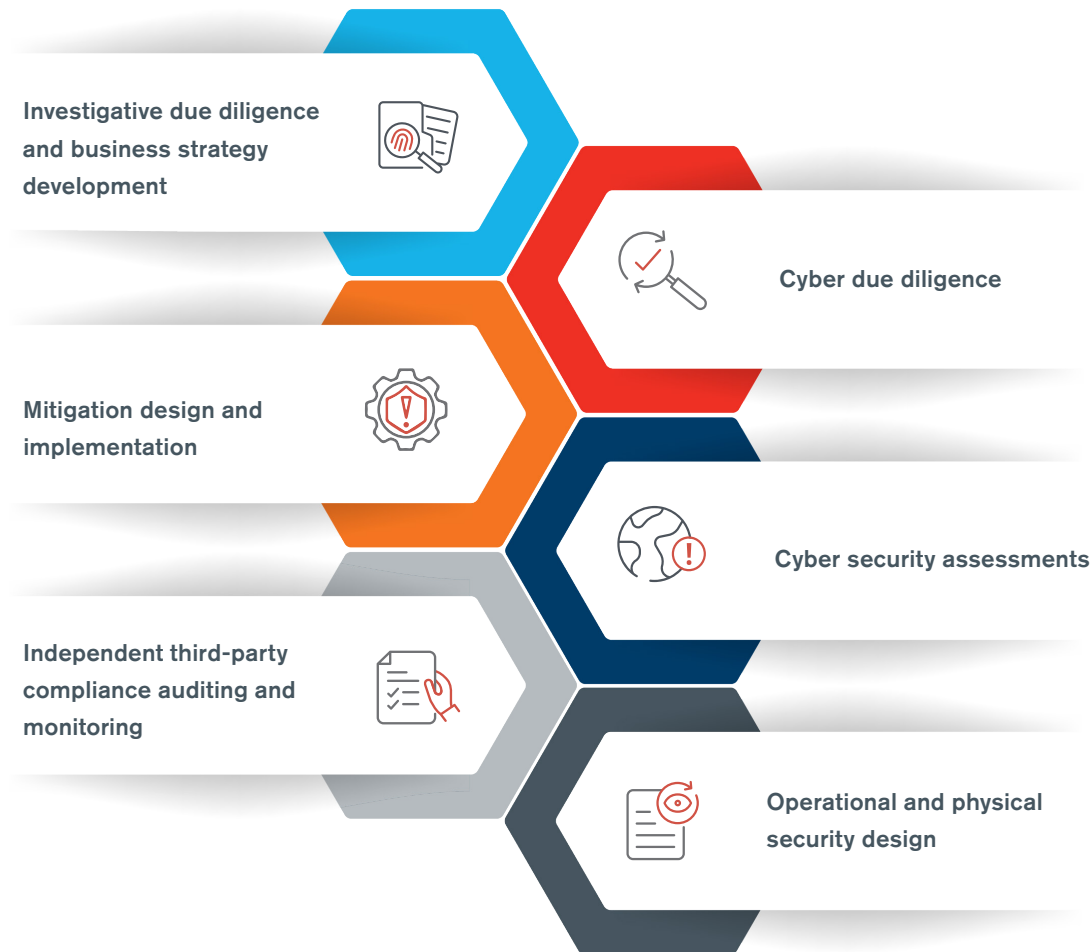 Investigative due diligence
and business strategy
development
Cyber due diligence
Mitigation design and
implementation
Cyber security assessments
Independent third-party
compliance auditing and
monitoring
Operational and physical
security design